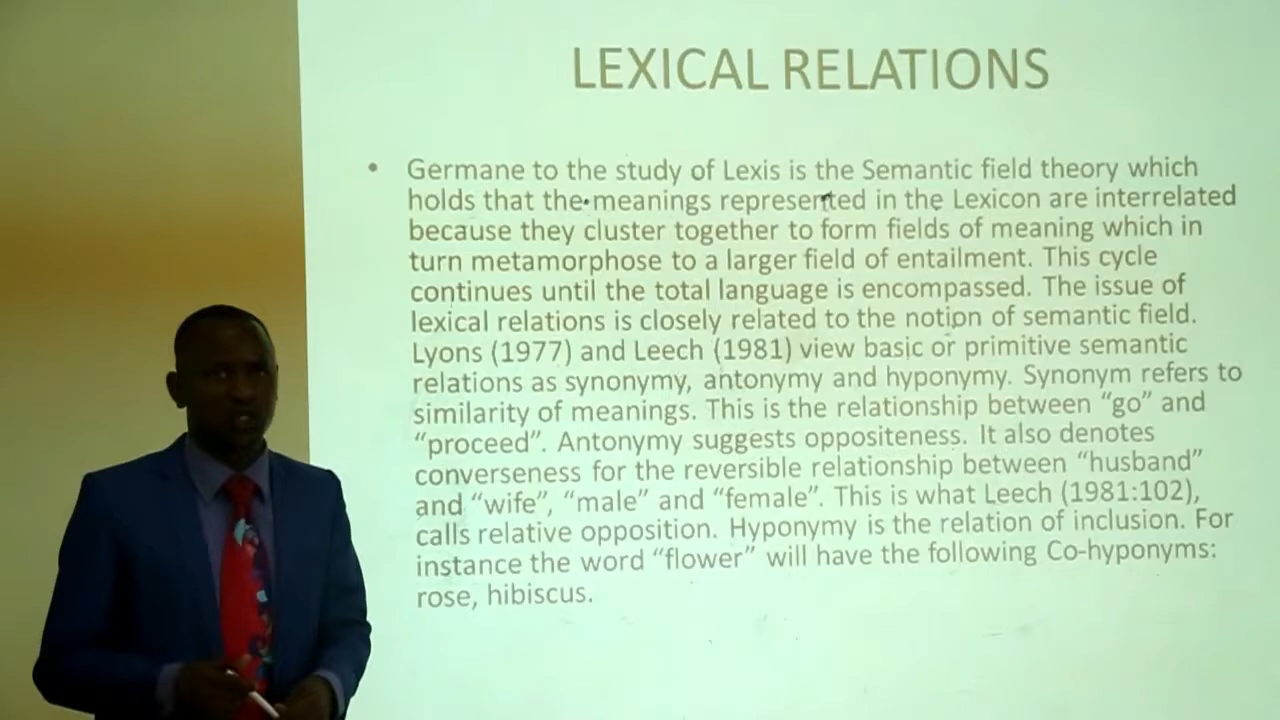 LEXICAL RELATIONS
• Germane to the study of Lexis is the Semantic field theory which
holds that the meanings represented in the Lexicon are interrelated
because they cluster together to form fields of meaning which in
turn metamorphose to a larger field of entailment. This cycle
continues until the total language is encompassed. The issue of
lexical relations is closely related to the notion of semantic field.
Lyons (1977) and Leech (1981) view basic or primitive semantic
relations as synonymy, antonymy and hyponymy. Synonym refers to
similarity of meanings. This is the relationship between “go” and
“proceed”. Antonymy suggests oppositeness. It also denotes
converseness for the reversible relationship between “husband”
and “wife”, “male” and “female”. This is what Leech (1981:102),
calls relative opposition. Hyponymy is the relation of inclusion. For
instance the word “flower” will have the following Co-hyponyms:
rose, hibiscus.